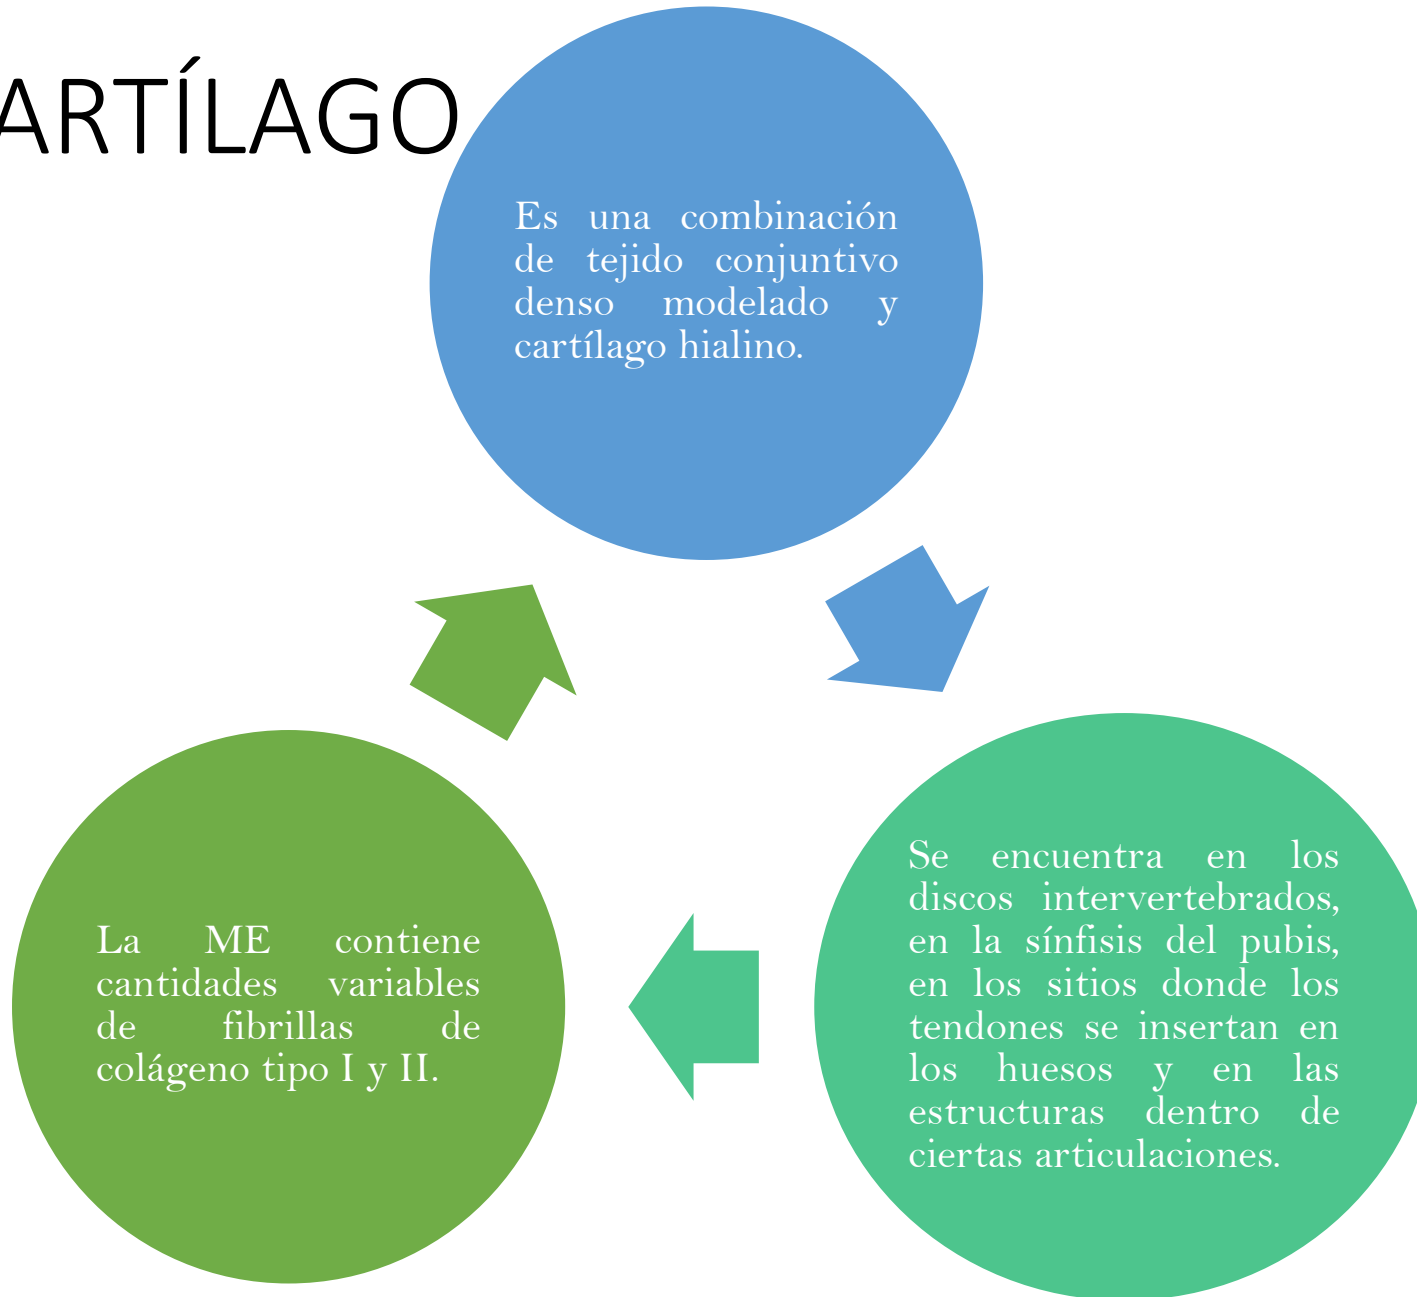 ARTÍLAGO
Es una combinación
de tejido conjuntivo
denso modelado y
cartílago hialino.
Se encuentra en los
discos intervertebrados,
en la sínfisis del pubis,
en los sitios donde los
tendones se insertan en
los huesos y en las
estructuras dentro de
ciertas articulaciones.
La ME contiene
cantidades variables
de fibrillas de
colágeno tipo I y II.